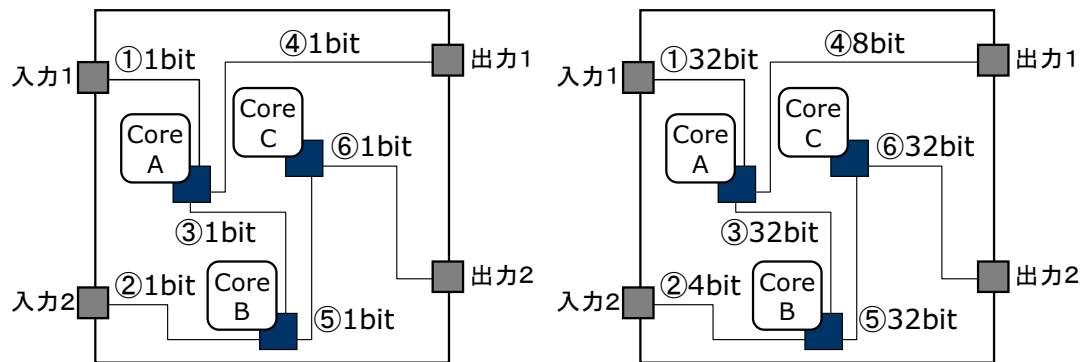 ①1bit
④1bit
入力1
出力1
Core
A
Core
C
⑥1bit
③1bit
入力2
②1bit
Core
B
⑤1bit
出力2
①32bit
④8bit
入力1
出力1
Core
A
Core
C
⑥32bit
③32bit
入力2
②4bit
Core
B
⑤32bit
出力2